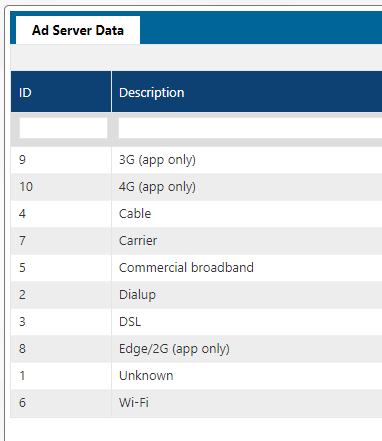 Ad Server Data
ID Description
9 3G (app only)
10 4G (app only)
4 Cable
7 Carrier
5 Commercial broadband
2 Dialup
3 DSL
8 Edge/2G (app only)
1 Unknown
6 Wi-Fi